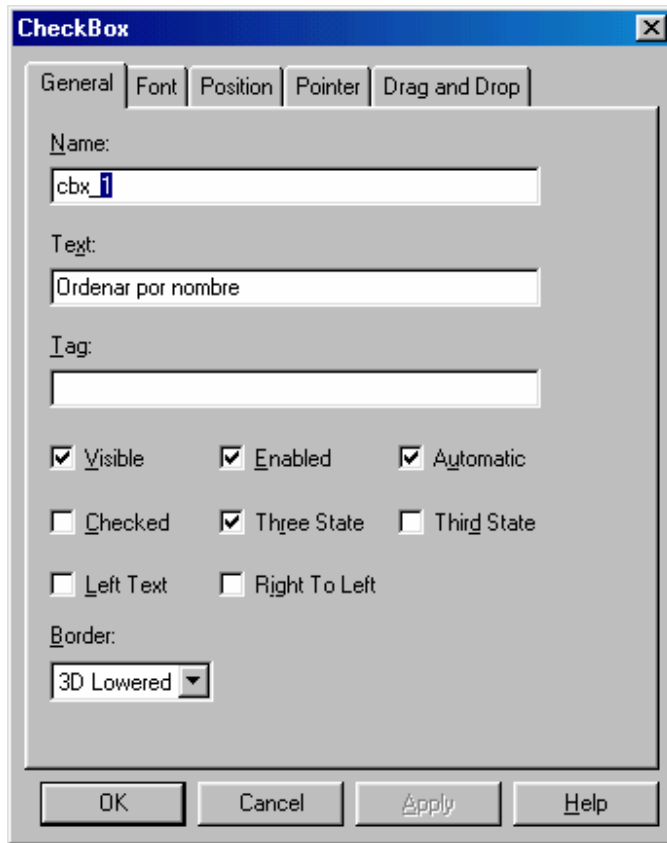 CheckBox
General Font Position Pointer Drag and Drop
Name:
cbx_1
Text:
Ordenar por nombre
Tag:
Visible Enabled Automatic
Checked Three State Third State
Left Text Right To Left
Border:
3D Lowered
OK Cancel Apply Help